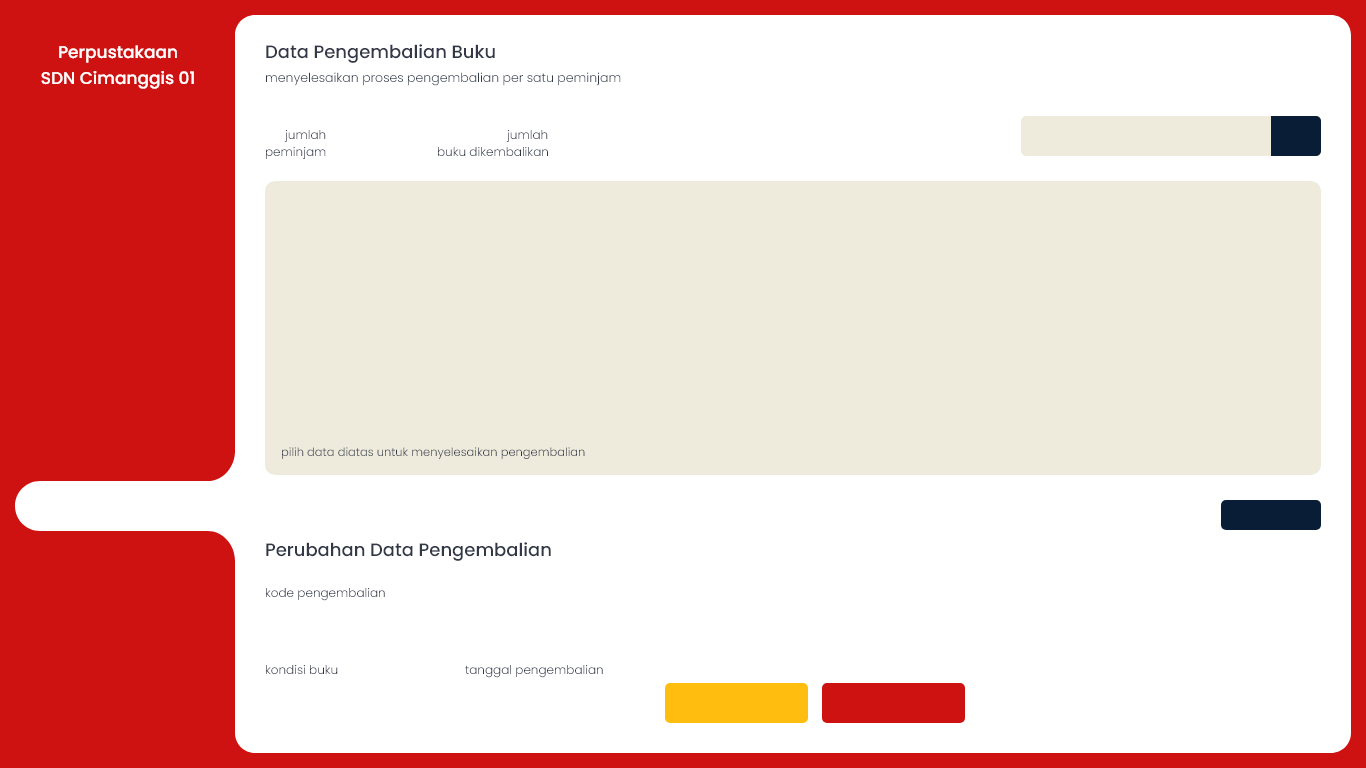 Perpustakaan
SDN Cimanggis 01
Data Pengembalian Buku
menyelesaikan proses pengembalian per satu peminjam
jumlah
peminjam
jumlah
buku dikembalikan
pilih data diatas untuk menyelesaikan pengembalian
Perubahan Data Pengembalian
kode pengembalian
kondisi buku
tanggal pengembalian